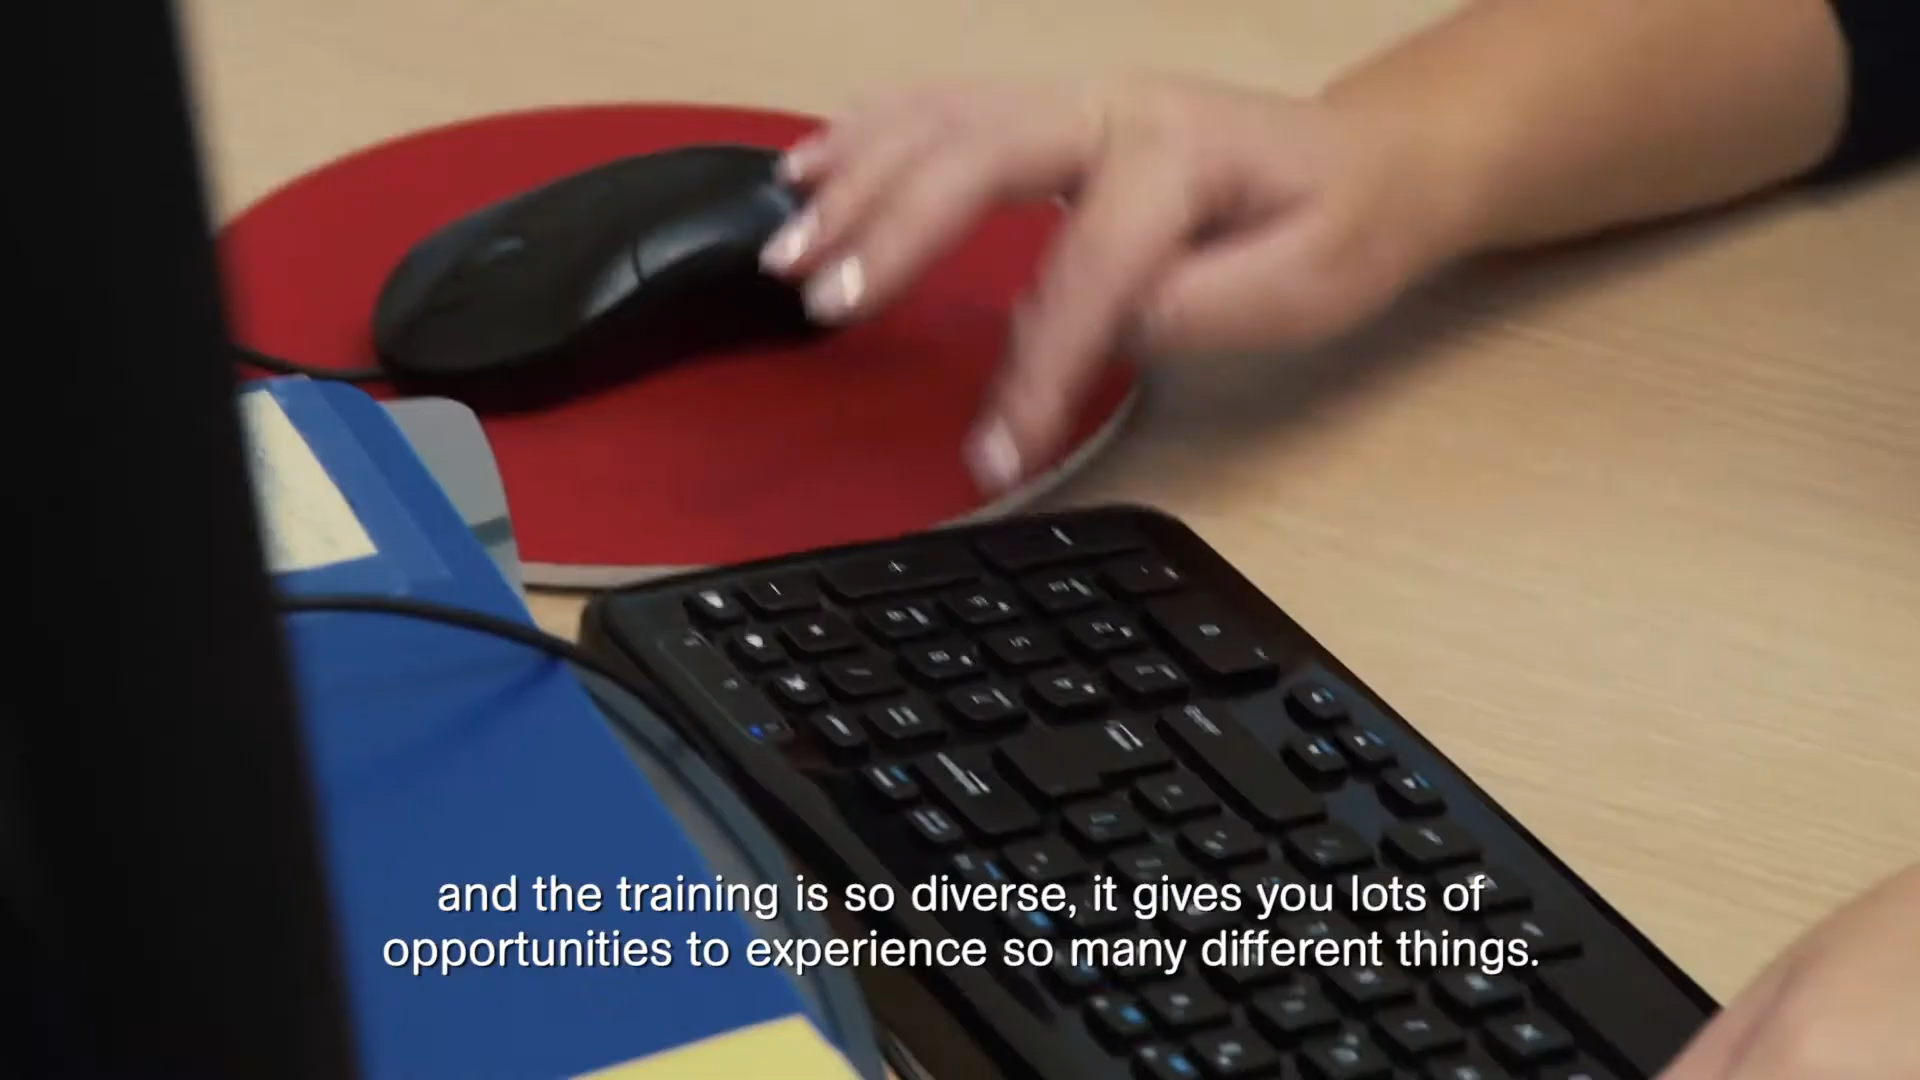 and the training is so diverse, it gives you lots of
opportunities to experience so many different things.